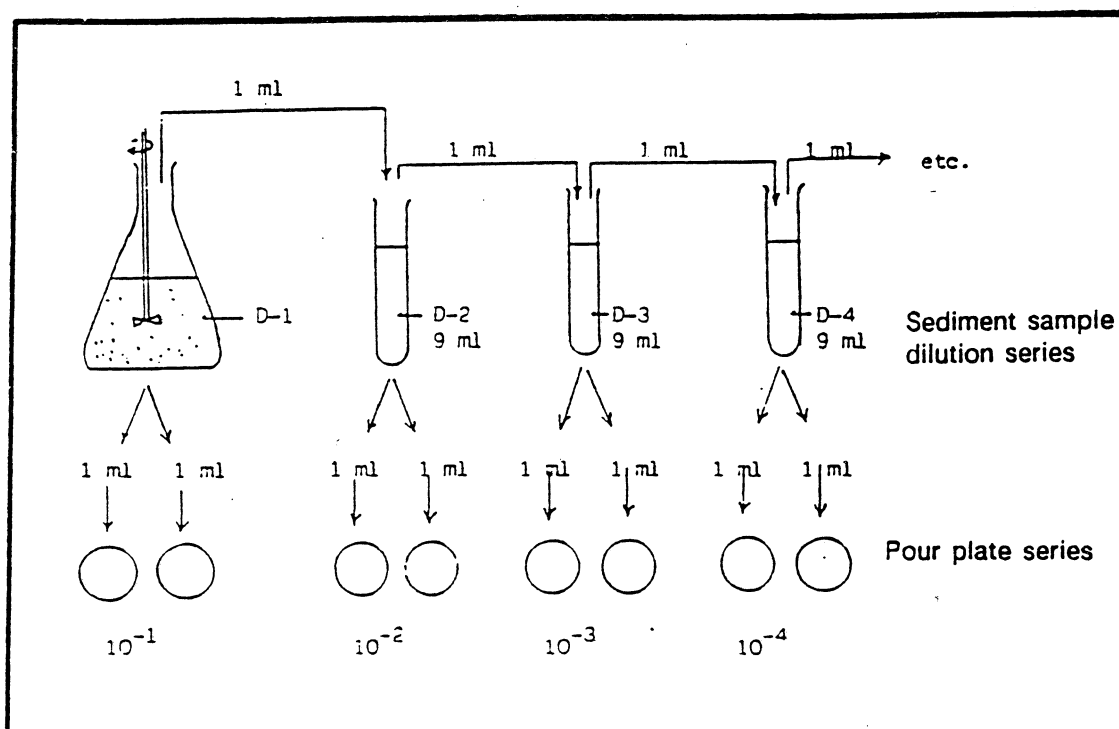 1 ml
1 ml
1 ml
1 ml
etc.
D-1
D-2
9 ml
D-3
9 ml
D-4
9 ml
Sediment sample
dilution series
1 ml
1 ml
1 ml
1 ml
1 ml
1 ml
1 ml
1 ml
Pour plate series
10⁻¹
10⁻²
10⁻³
10⁻⁴